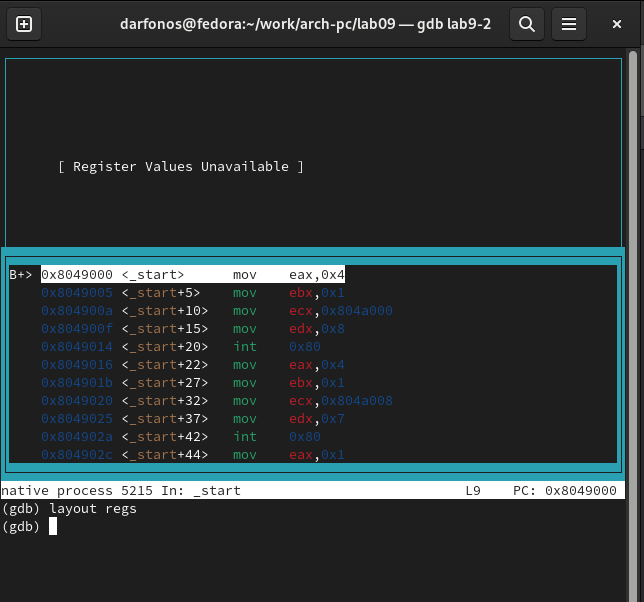 darfonos@fedora:~/work/arch-pc/lab09 — gdb lab9-2
[ Register Values Unavailable ]
B+> 0x8049000 <_start>      mov    eax,0x4
0x8049005 <_start+5>    mov    ebx,0x1
0x804900a <_start+10>   mov    ecx,0x804a000
0x804900f <_start+15>   mov    edx,0x8
0x8049014 <_start+20>   int    0x80
0x8049016 <_start+22>   mov    eax,0x4
0x804901b <_start+27>   mov    ebx,0x1
0x8049020 <_start+32>   mov    ecx,0x804a008
0x8049025 <_start+37>   mov    edx,0x7
0x804902a <_start+42>   int    0x80
0x804902c <_start+44>   mov    eax,0x1
native process 5215 In: _start                            L9    PC: 0x8049000
(gdb) layout regs
(gdb)